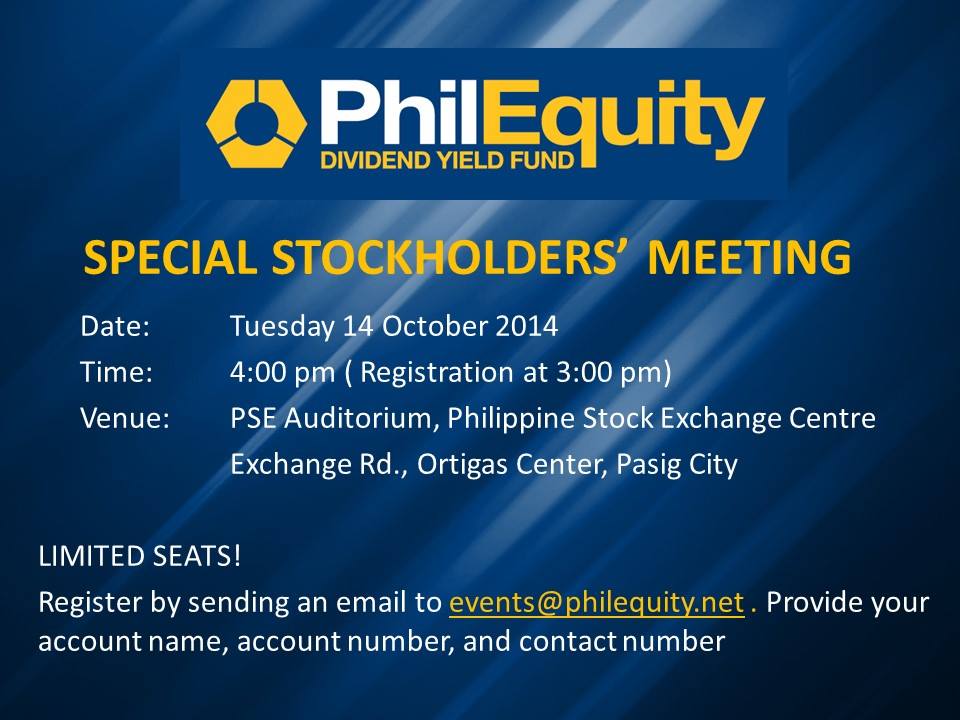 PhilEquity
DIVIDEND YIELD FUND
SPECIAL STOCKHOLDERS’ MEETING
Date: Tuesday 14 October 2014
Time: 4:00 pm ( Registration at 3:00 pm)
Venue: PSE Auditorium, Philippine Stock Exchange Centre
Exchange Rd., Ortigas Center, Pasig City
LIMITED SEATS!
Register by sending an email to events@philequity.net . Provide your
account name, account number, and contact number